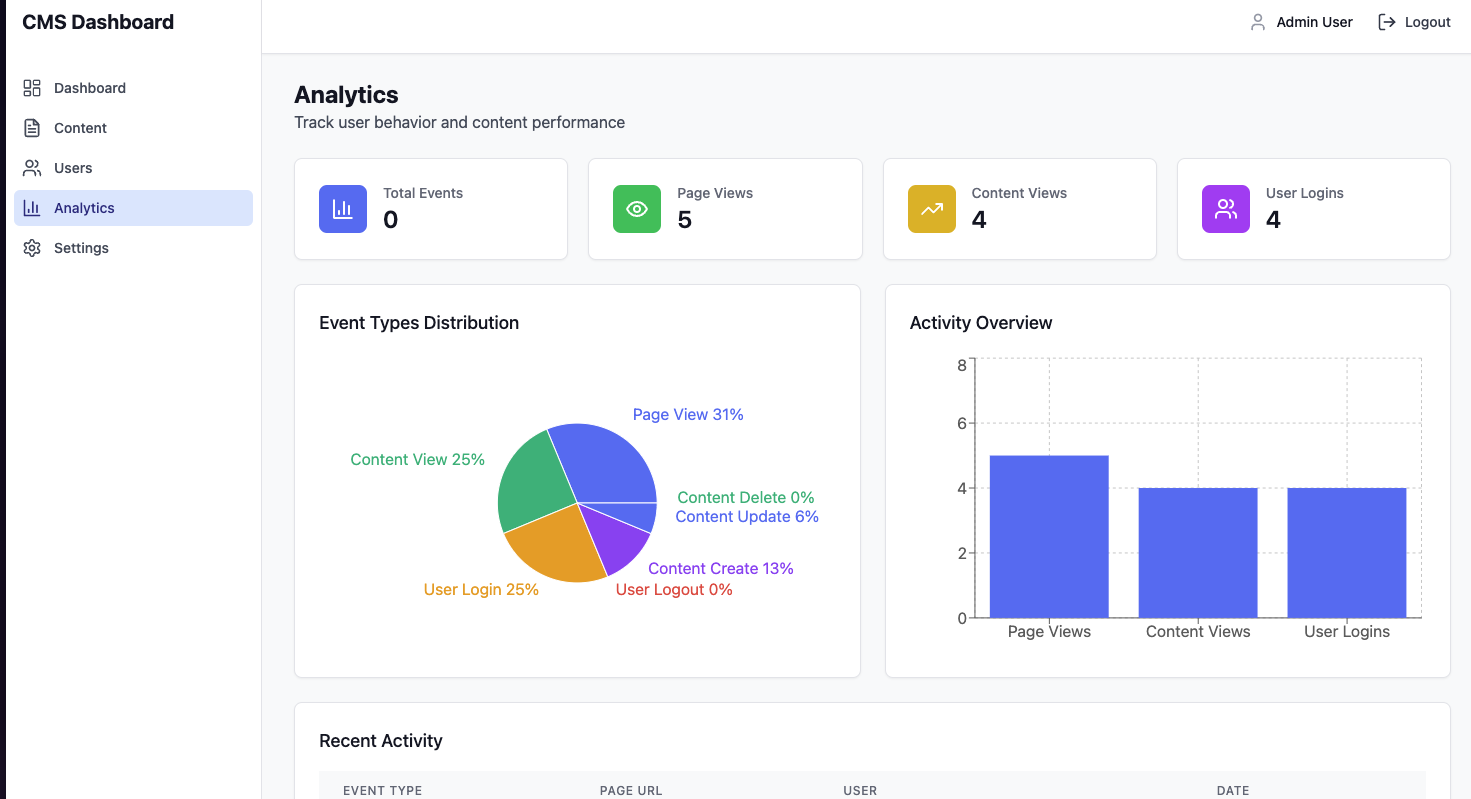 CMS Dashboard
Admin User
Logout
Dashboard
Content
Users
Analytics
Settings
Analytics
Track user behavior and content performance
Total Events
0
Page Views
5
Content Views
4
User Logins
4
Event Types Distribution
Page View 31%
Content View 25%
Content Delete 0%
Content Update 6%
Content Create 13%
User Login 25%
User Logout 0%
Activity Overview
8
6
4
2
0
Page Views
Content Views
User Logins
Recent Activity
EVENT TYPE
PAGE URL
USER
DATE